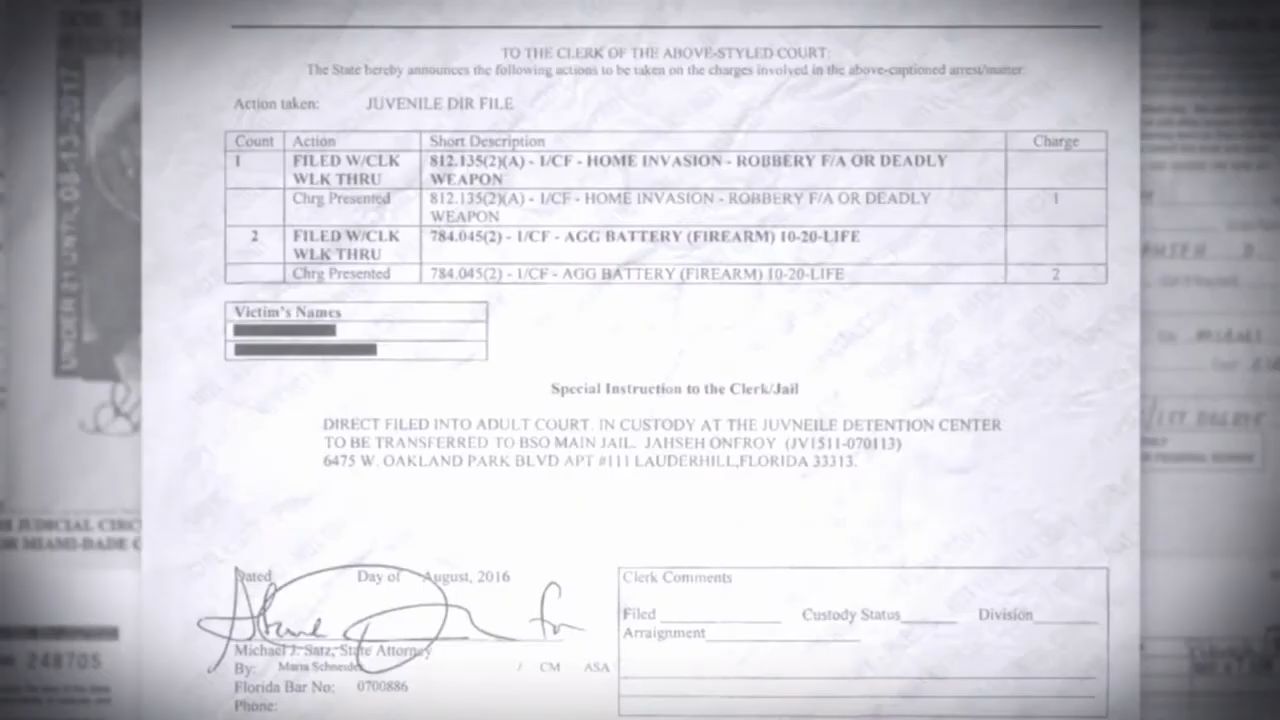 TO THE CLERK OF THE ABOVE-STYLED COURT:
The State hereby announces the following actions to be taken on the charges involved in the above-captioned arrest/matter:
Action taken: JUVENILE DIR FILE
Count Action Short Description Charge
1 FILED W/CLK 812.135(2)(A) - I/CF - HOME INVASION - ROBBERY F/A OR DEADLY
WLK THRU WEAPON
Chrg Presented 812.135(2)(A) - I/CF - HOME INVASION - ROBBERY F/A OR DEADLY 1
WEAPON
2 FILED W/CLK 784.045(2) - I/CF - AGG BATTERY (FIREARM) 10-20-LIFE
WLK THRU
Chrg Presented 784.045(2) - I/CF - AGG BATTERY (FIREARM) 10-20-LIFE 2
Victim's Names
Special Instruction to the Clerk/Jail
DIRECT FILED INTO ADULT COURT. IN CUSTODY AT THE JUVNEILE DETENTION CENTER
TO BE TRANSFERRED TO BSO MAIN JAIL. JAHSEH ONFROY (JV1511-070113)
6475 W. OAKLAND PARK BLVD APT #111 LAUDERHILL,FLORIDA 33313.
Dated Day of August, 2016
for
Michael J. Satz, State Attorney
By: Maria Schneider / CM ASA
Florida Bar No: 0700886
Phone:
Clerk Comments
Filed Custody Status Division
Arraignment
UNDER 21 UNTIL
JUDICIAL CIRC
MIAMI-DADE C
248705